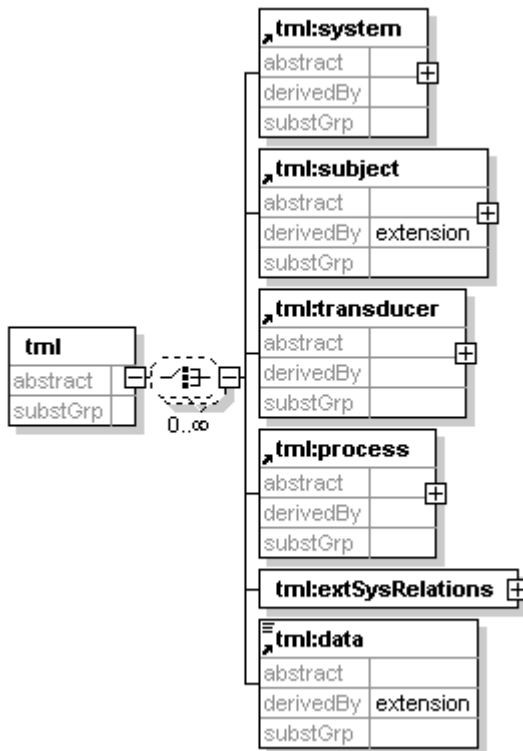 tml:system
abstract
derivedBy
substGrp
tml:subject
abstract
derivedBy extension
substGrp
tml:transducer
abstract
derivedBy
substGrp
tml
abstract
substGrp
0..∞
tml:process
abstract
derivedBy
substGrp
tml:extSysRelations
tml:data
abstract
derivedBy extension
substGrp